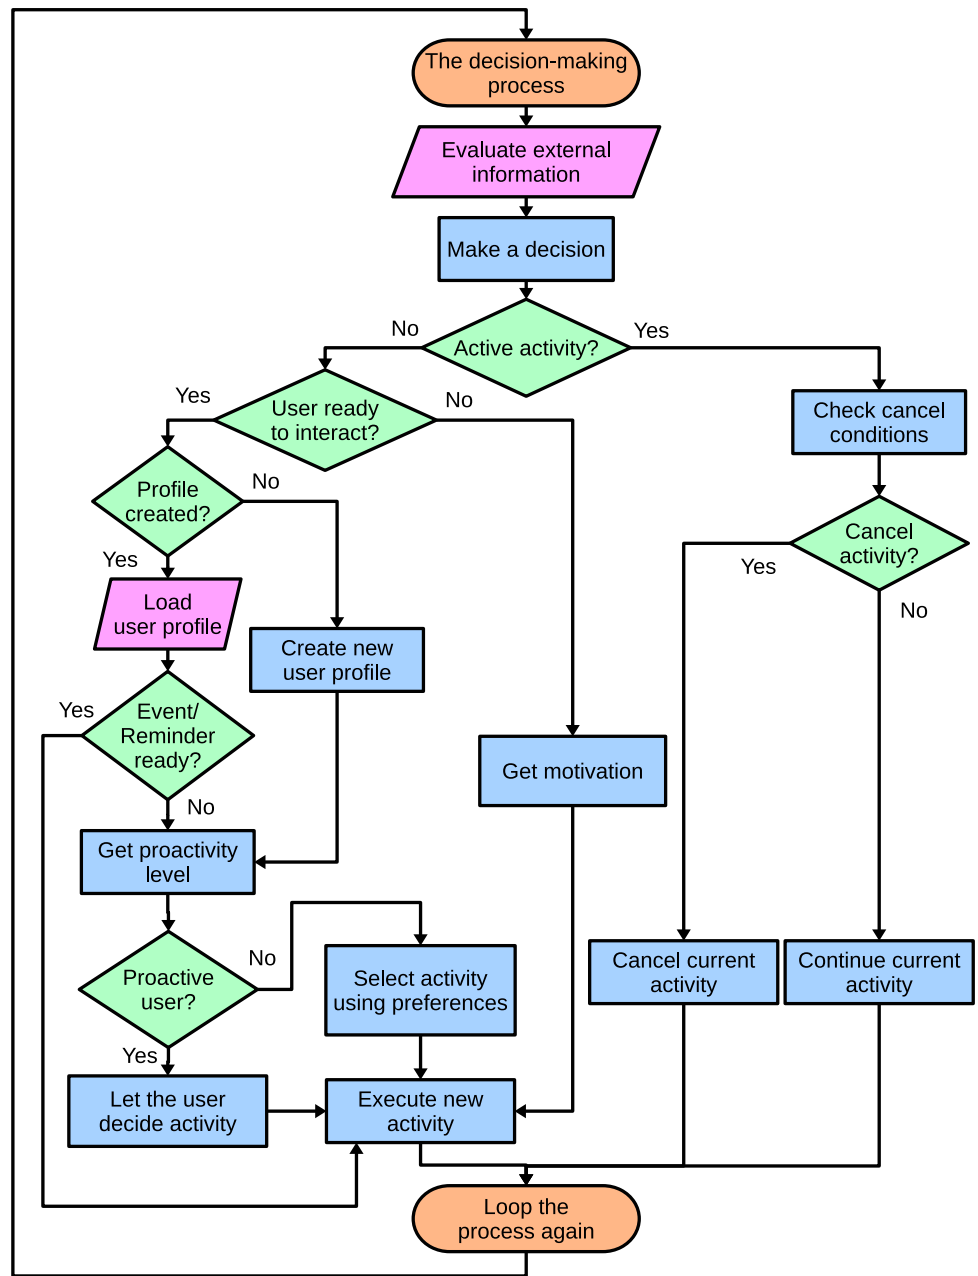 The decision-making
process
Evaluate external
information
Make a decision
No
Yes
Active activity?
Yes
User ready
to interact?
No
Check cancel
conditions
Profile
created?
No
Cancel
activity?
Yes
Yes
No
Load
user profile
Create new
user profile
Yes
Event/
Reminder
ready?
Get motivation
No
Get proactivity
level
No
Proactive
user?
Select activity
using preferences
Cancel current
activity
Continue current
activity
Yes
Let the user
decide activity
Execute new
activity
Loop the
process again